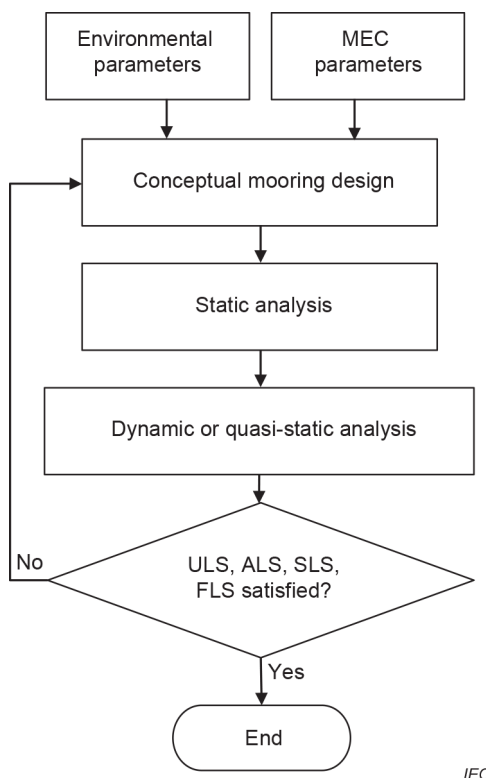 Environmental
parameters
MEC
parameters
Conceptual mooring design
Static analysis
Dynamic or quasi-static analysis
No
ULS, ALS, SLS,
FLS satisfied?
Yes
End